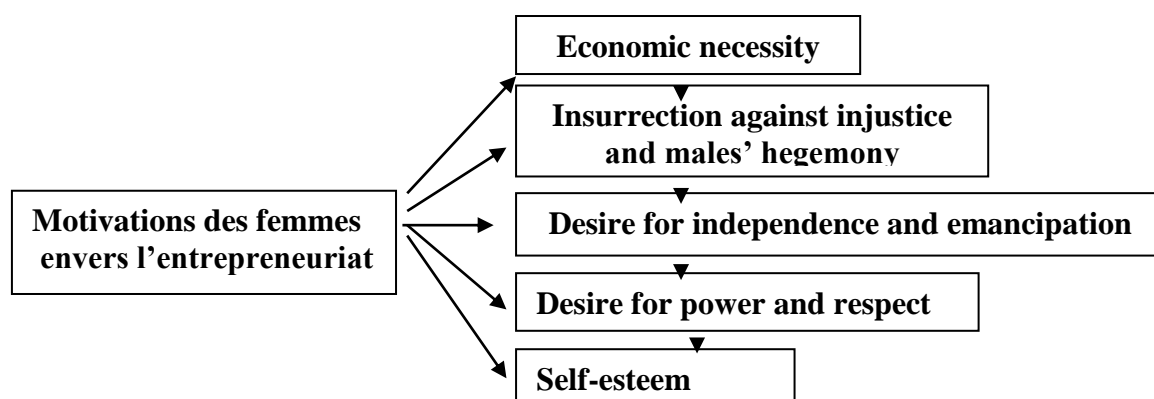 Economic necessity
Insurrection against injustice
and males’ hegemony
Motivations des femmes
envers l’entrepreneuriat
Desire for independence and emancipation
Desire for power and respect
Self-esteem